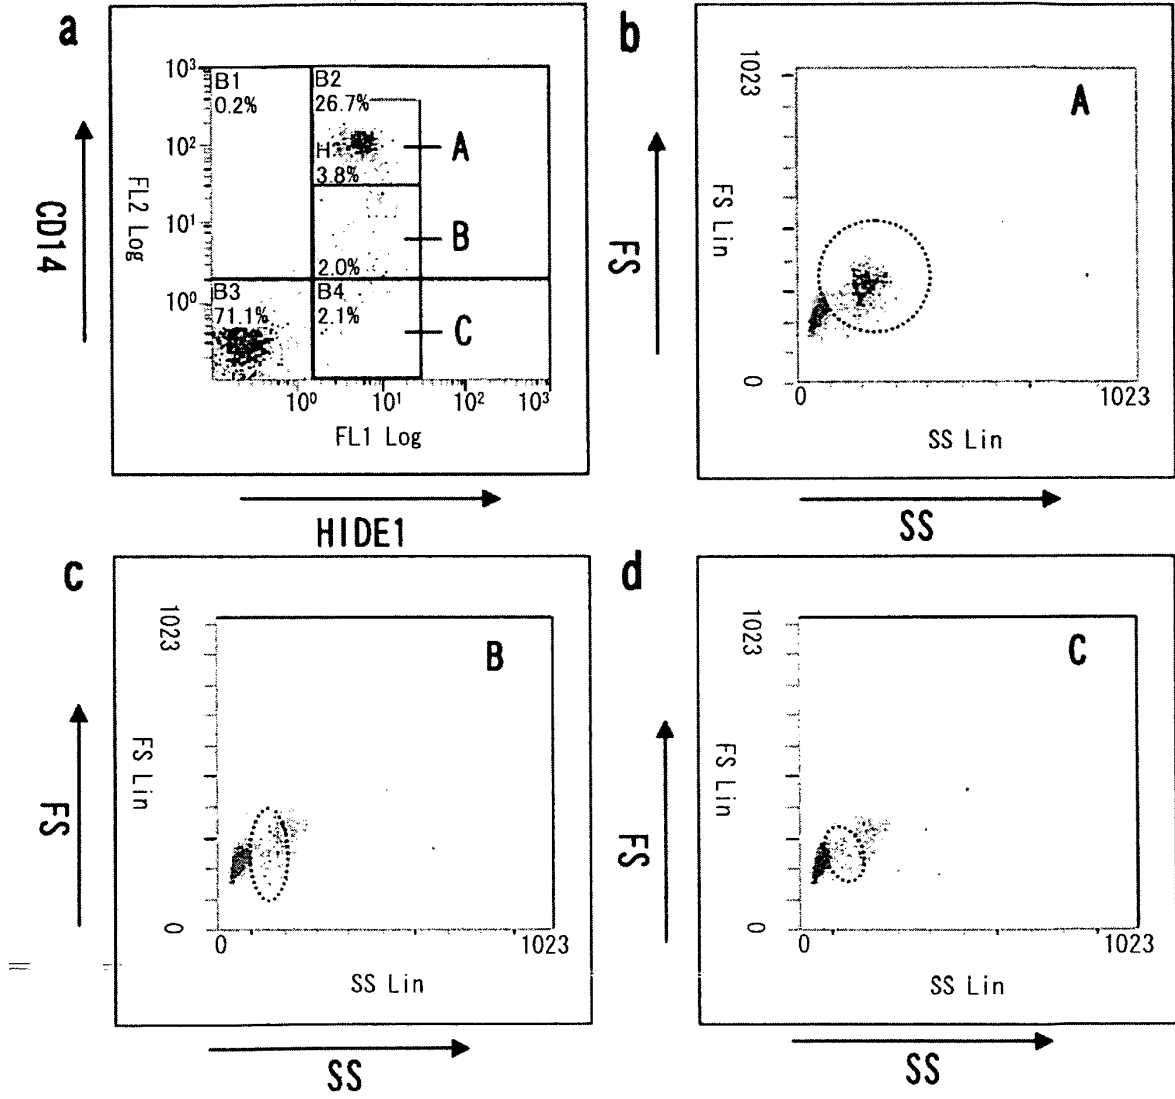 a
10³
10²
10¹
10⁰
B1
0.2%
B2
26.7%
H
3.8%
2.0%
B3
71.1%
B4
2.1%
A
B
C
10⁰ 10¹ 10² 10³
FL2 Log
FL1 Log
CD14
HIDE1
b
1023
0
FS Lin
FS
A
0 1023
SS Lin
SS
c
1023
0
FS Lin
FS
B
0 1023
SS Lin
SS
d
1023
0
FS Lin
FS
C
0 1023
SS Lin
SS